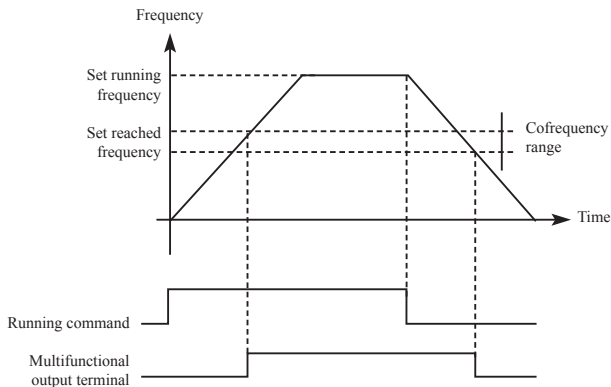 Frequency
Set running
frequency
Set reached
frequency
Cofrequency
range
Time
Running command
Multifunctional
output terminal